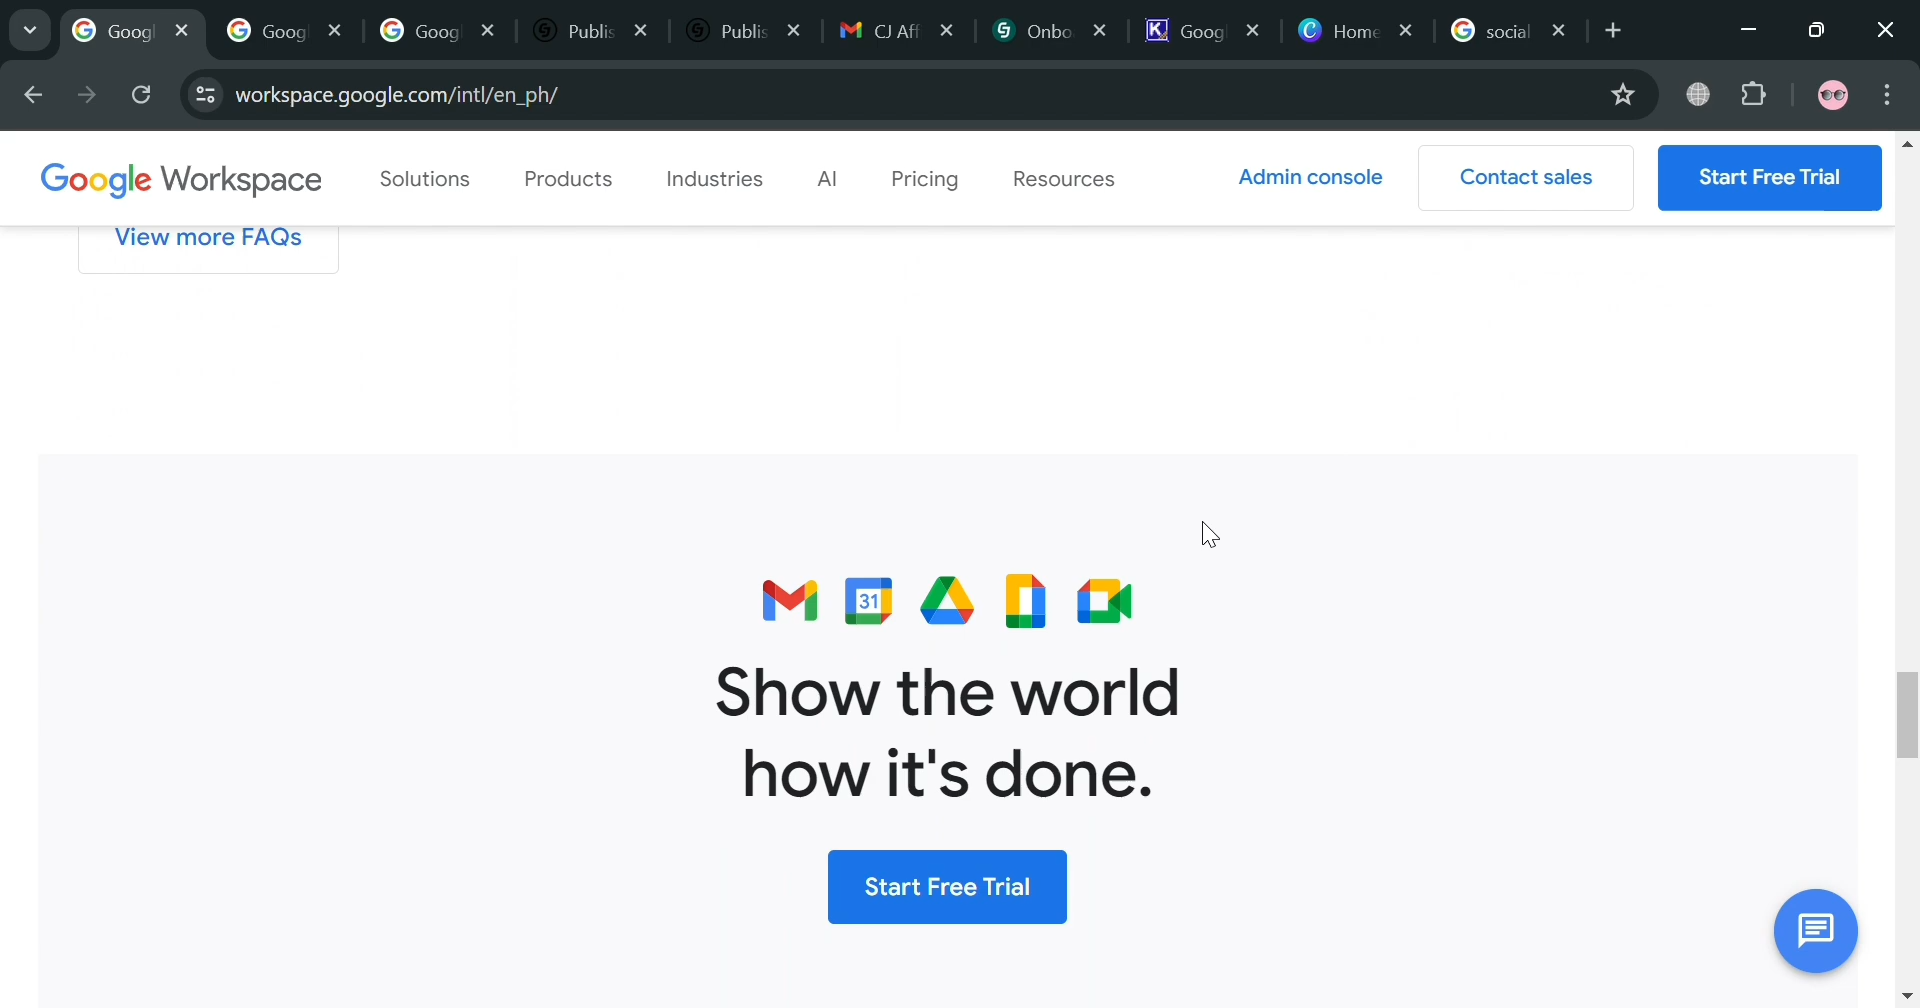 Googl
Googl
Googl
Publis
Publis
CJ Aff
Onbo
Googl
Home
social
workspace.google.com/intl/en_ph/
Google Workspace
Solutions
Products
Industries
AI
Pricing
Resources
Admin console
Contact sales
Start Free Trial
View more FAQs
31
Show the world
how it's done.
Start Free Trial